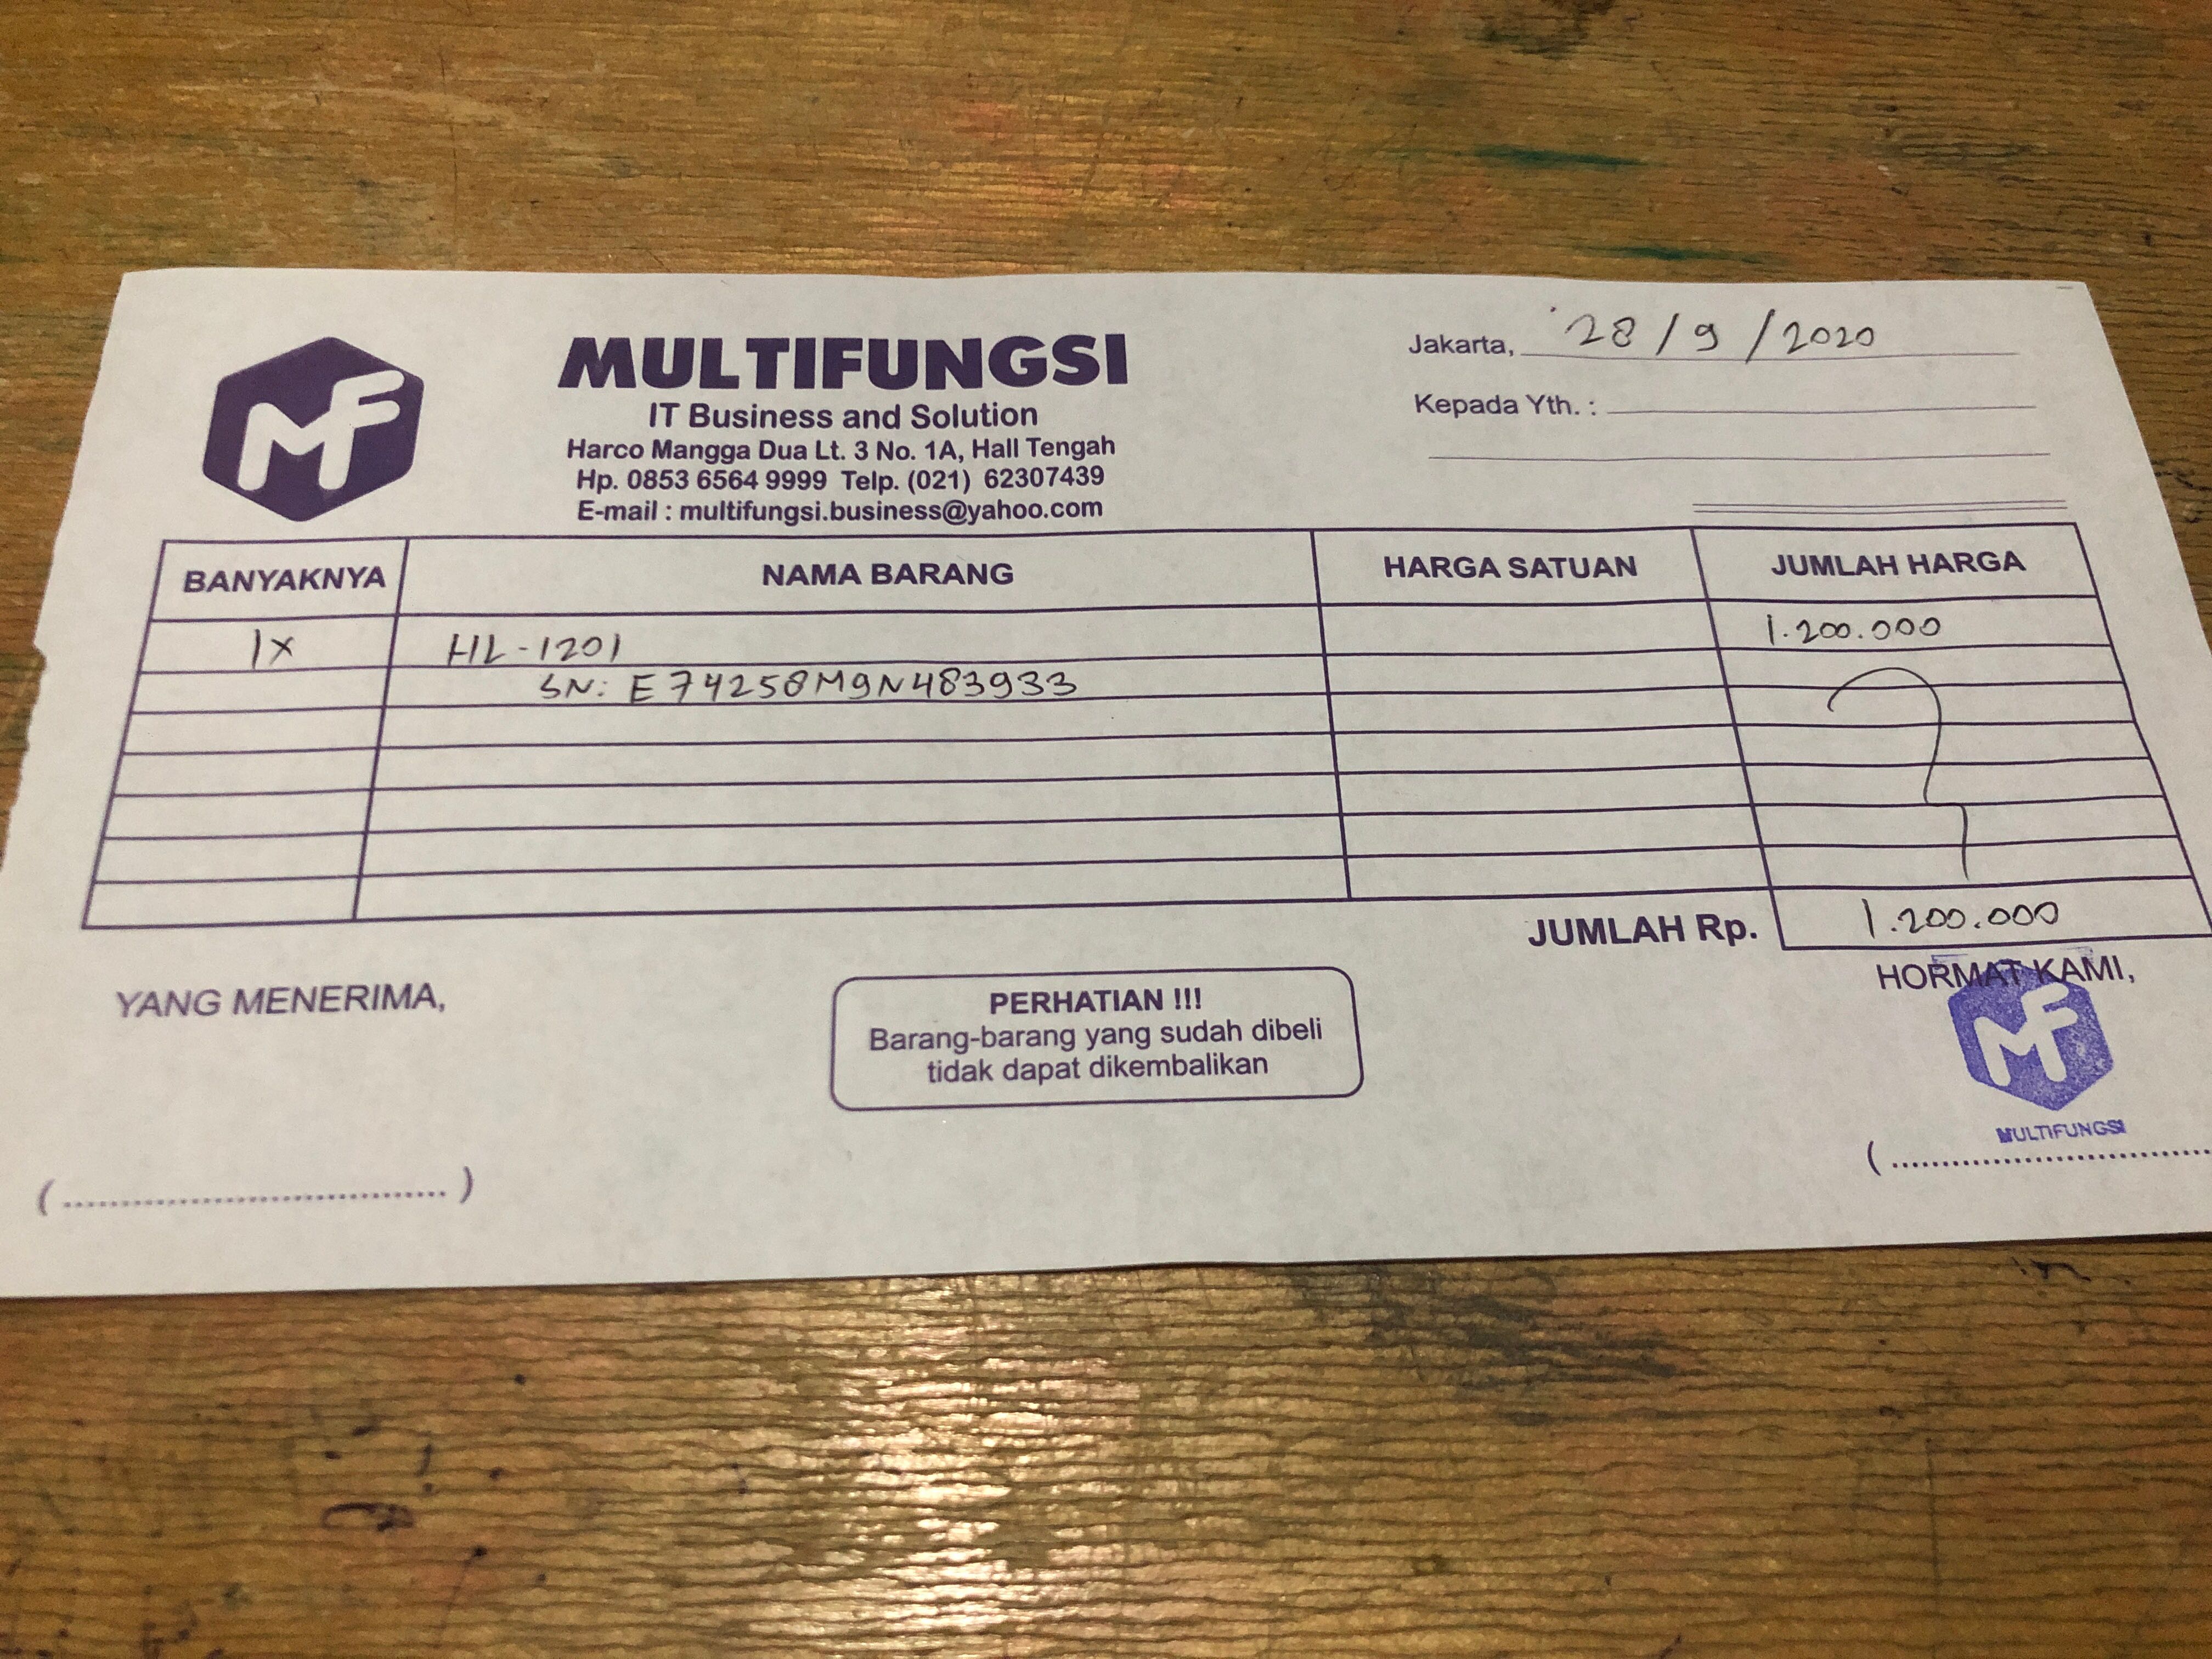 MF
MULTIFUNGSI
IT Business and Solution
Harco Mangga Dua Lt. 3 No. 1A, Hall Tengah
Hp. 0853 6564 9999 Telp. (021) 62307439
E-mail : multifungsi.business@yahoo.com
Jakarta, 28/9/2020
Kepada Yth. :
BANYAKNYA NAMA BARANG HARGA SATUAN JUMLAH HARGA
1x HL-1201 1.200.000
SN: E74258M9N483933
JUMLAH Rp. 1.200.000
YANG MENERIMA,
PERHATIAN !!!
Barang-barang yang sudah dibeli
tidak dapat dikembalikan
HORMAT KAMI,
MF
MULTIFUNGSI
(....................................)
(....................................